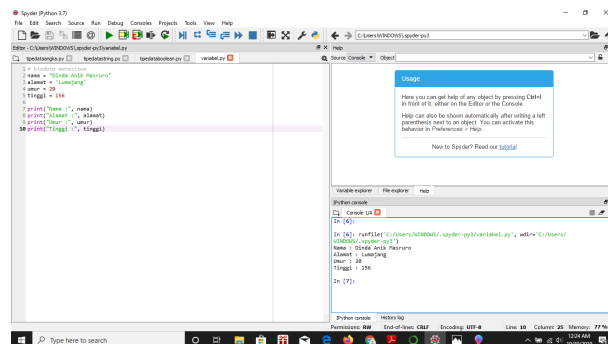 Spyder (Python 3.7)
File Edit Search Source Run Debug Consoles Projects Tools View Help
C:\Users\WINDOWS\.spyder-py3
Editor - C:\Users\WINDOWS\.spyder-py3\variabel.py
tipedataangka.py tipedatastring.py tipedataboolean.py variabel.py
1 # biodata mahasiswa
2 nama = "Dinda Anik Masruro"
3 alamat = "Lumajang"
4 umur = 20
5 tinggi = 156
6
7 print("Nama :", nama)
8 print("Alamat :", alamat)
9 print("Umur :", umur)
10 print("Tinggi :", tinggi)
Help
Source Console Object
Usage
Here you can get help of any object by pressing Ctrl+I
in front of it, either on the Editor or the Console.
Help can also be shown automatically after writing a left
parenthesis next to an object. You can activate this
behavior in Preferences > Help.
New to Spyder? Read our tutorial
Variable explorer File explorer Help
IPython console
Console 1/A
In [6]:
In [6]: runfile('C:/Users/WINDOWS/.spyder-py3/variabel.py', wdir='C:/Users/
WINDOWS/.spyder-py3')
Nama : Dinda Anik Masruro
Alamat : Lumajang
Umur : 20
Tinggi : 156
In [7]:
IPython console History log
Permissions: RW End-of-lines: CRLF Encoding: UTF-8 Line: 10 Column: 25 Memory: 77 %
Type here to search
12:24 AM